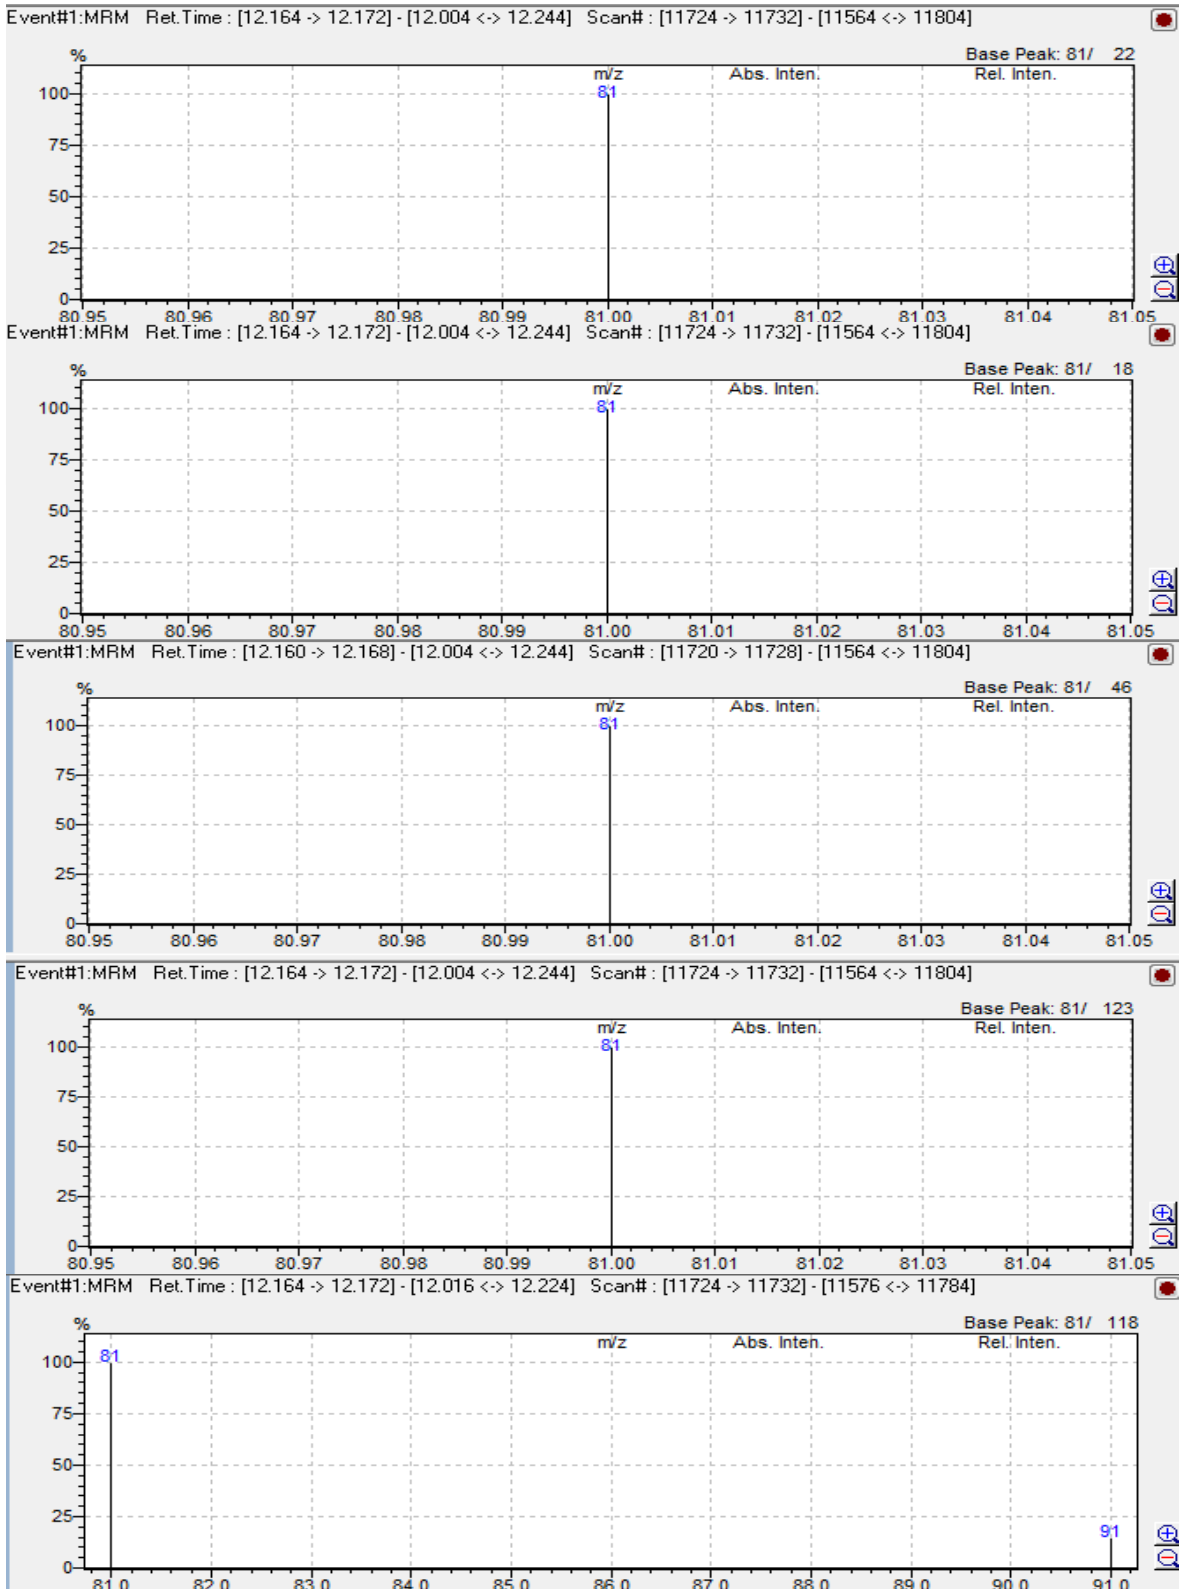 Event#1:MRM Ret.Time : [12.164 -> 12.172] - [12.004 <-> 12.244] Scan# : [11724 -> 11732] - [11564 <-> 11804]
% Base Peak: 81/ 22
m/z Abs. Inten. Rel. Inten.
81
100
75
50
25
0
80.95 80.96 80.97 80.98 80.99 81.00 81.01 81.02 81.03 81.04 81.05
Event#1:MRM Ret.Time : [12.164 -> 12.172] - [12.004 <-> 12.244] Scan# : [11724 -> 11732] - [11564 <-> 11804]
% Base Peak: 81/ 18
m/z Abs. Inten. Rel. Inten.
81
100
75
50
25
0
80.95 80.96 80.97 80.98 80.99 81.00 81.01 81.02 81.03 81.04 81.05
Event#1:MRM Ret.Time : [12.160 -> 12.168] - [12.004 <-> 12.244] Scan# : [11720 -> 11728] - [11564 <-> 11804]
% Base Peak: 81/ 46
m/z Abs. Inten. Rel. Inten.
81
100
75
50
25
0
80.95 80.96 80.97 80.98 80.99 81.00 81.01 81.02 81.03 81.04 81.05
Event#1:MRM Ret.Time : [12.164 -> 12.172] - [12.004 <-> 12.244] Scan# : [11724 -> 11732] - [11564 <-> 11804]
% Base Peak: 81/ 123
m/z Abs. Inten. Rel. Inten.
81
100
75
50
25
0
80.95 80.96 80.97 80.98 80.99 81.00 81.01 81.02 81.03 81.04 81.05
Event#1:MRM Ret.Time : [12.164 -> 12.172] - [12.016 <-> 12.224] Scan# : [11724 -> 11732] - [11576 <-> 11784]
% Base Peak: 81/ 118
m/z Abs. Inten. Rel. Inten.
81
100
75
50
25
91
0
81.0 82.0 83.0 84.0 85.0 86.0 87.0 88.0 89.0 90.0 91.0